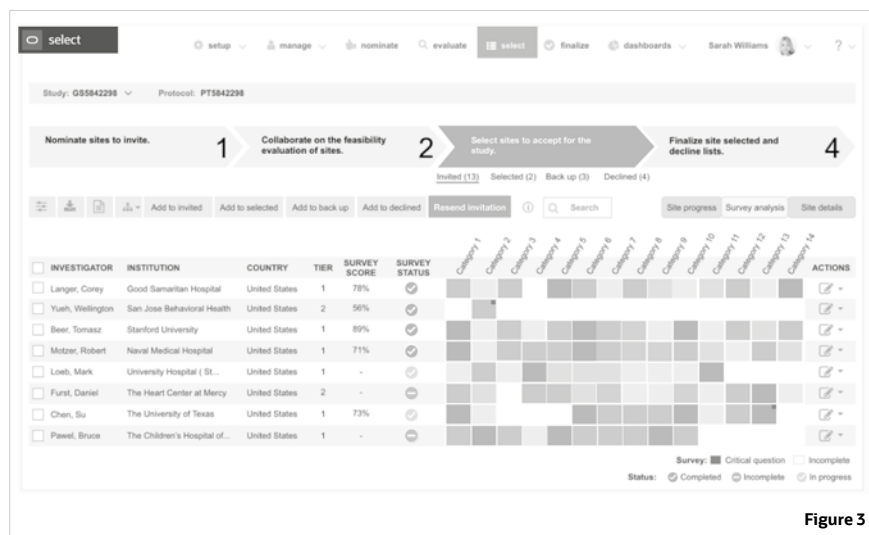 select
setup manage nominate evaluate select finalize dashboards Sarah Williams ?
Study: GS5842298 Protocol: PT5842298
Nominate sites to invite. 1
Collaborate on the feasibility
evaluation of sites. 2
Select sites to accept for the
study.
Finalize site selected and
decline lists. 4
Invited (13) Selected (2) Back up (3) Declined (4)
Add to invited Add to selected Add to back up Add to declined Resend invitation Search Site progress Survey analysis Site details
Category 1 Category 2 Category 3 Category 4 Category 5 Category 6 Category 7 Category 8 Category 9 Category 10 Category 11 Category 12 Category 13 Category 14
INVESTIGATOR INSTITUTION COUNTRY TIER SURVEY SCORE SURVEY STATUS ACTIONS
Langer, Corey Good Samaritan Hospital United States 1 78%
Yueh, Wellington San Jose Behavioral Health United States 2 56%
Beer, Tomasz Stanford University United States 1 89%
Motzer, Robert Naval Medical Hospital United States 1 71%
Loeb, Mark University Hospital ( St... United States 1 -
Furst, Daniel The Heart Center at Mercy United States 2 -
Chen, Su The University of Texas United States 1 73%
Pawel, Bruce The Children's Hospital of... United States 1 -
Survey: Critical question Incomplete
Status: Completed Incomplete In progress
Figure 3